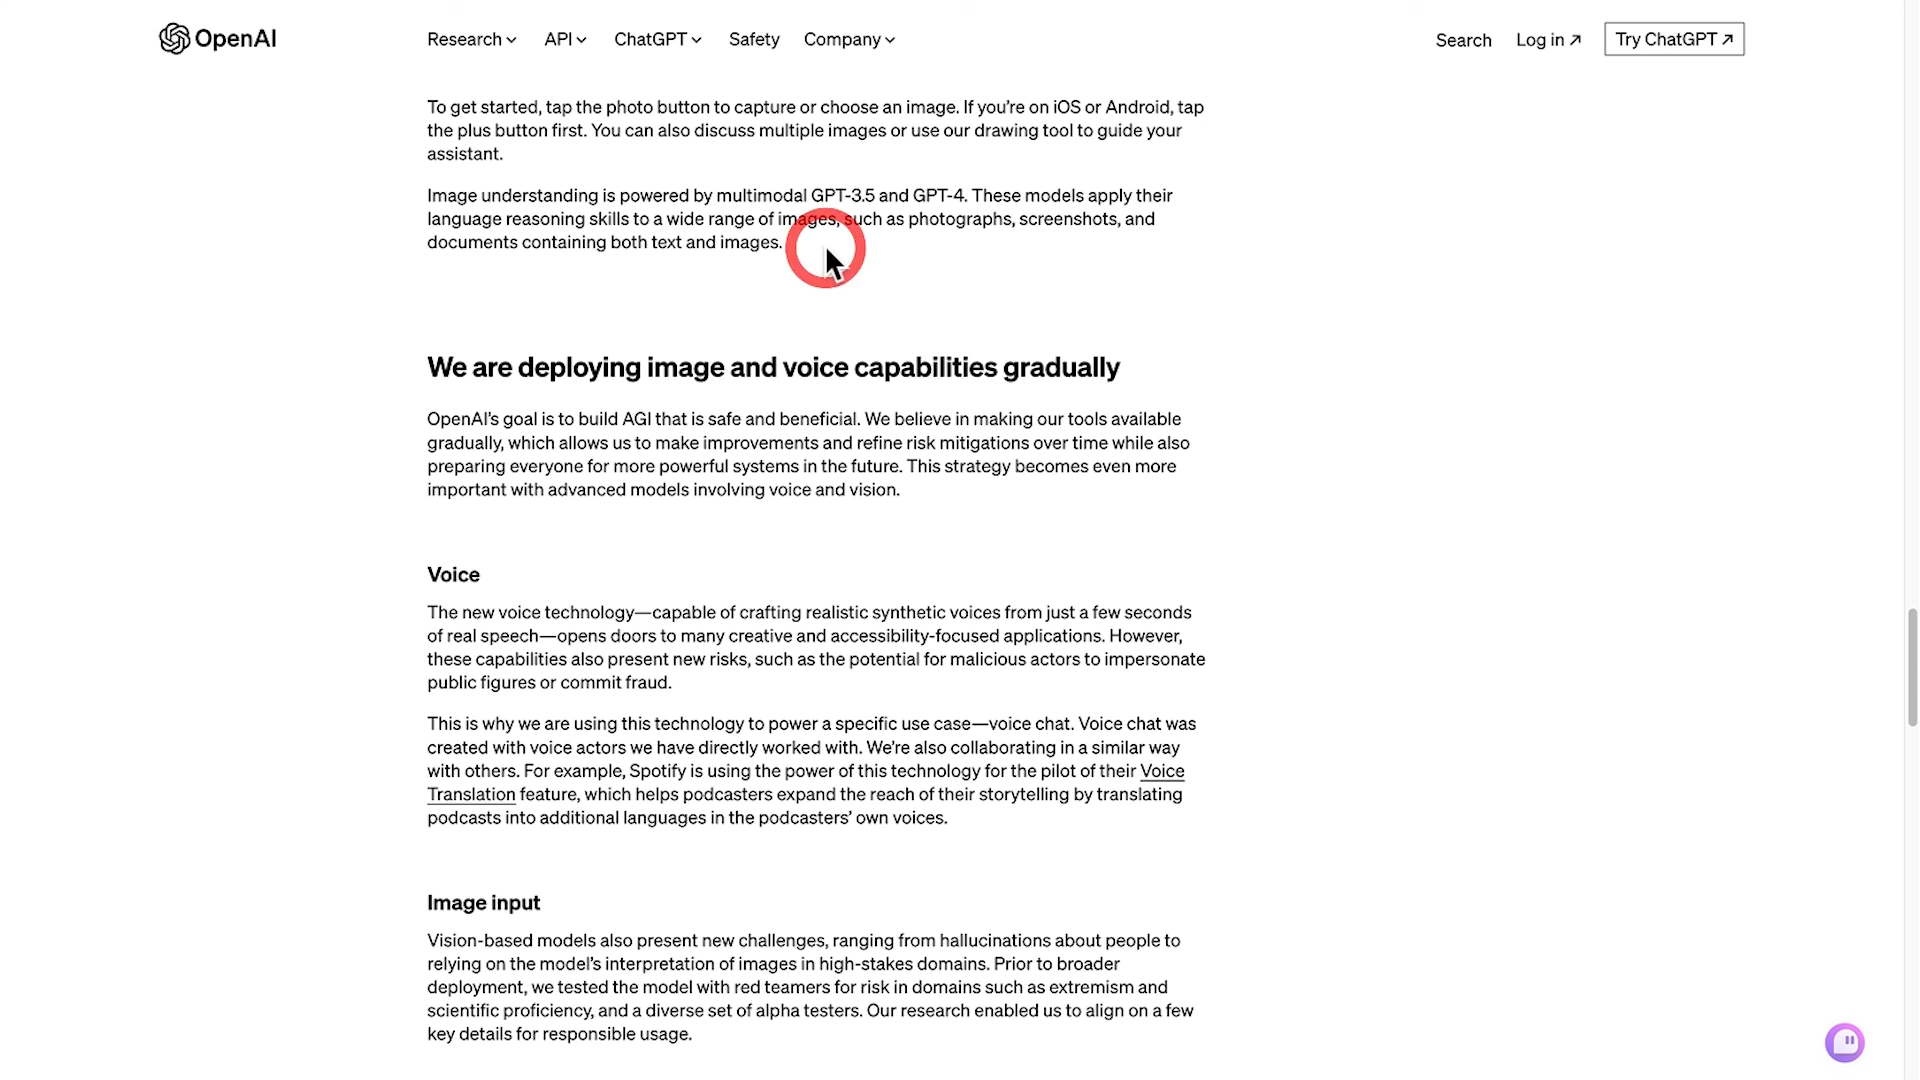 OpenAI
Research API ChatGPT Safety Company Search Log in ↗ Try ChatGPT ↗
To get started, tap the photo button to capture or choose an image. If you’re on iOS or Android, tap
the plus button first. You can also discuss multiple images or use our drawing tool to guide your
assistant.
Image understanding is powered by multimodal GPT-3.5 and GPT-4. These models apply their
language reasoning skills to a wide range of images, such as photographs, screenshots, and
documents containing both text and images.
We are deploying image and voice capabilities gradually
OpenAI’s goal is to build AGI that is safe and beneficial. We believe in making our tools available
gradually, which allows us to make improvements and refine risk mitigations over time while also
preparing everyone for more powerful systems in the future. This strategy becomes even more
important with advanced models involving voice and vision.
Voice
The new voice technology—capable of crafting realistic synthetic voices from just a few seconds
of real speech—opens doors to many creative and accessibility-focused applications. However,
these capabilities also present new risks, such as the potential for malicious actors to impersonate
public figures or commit fraud.
This is why we are using this technology to power a specific use case—voice chat. Voice chat was
created with voice actors we have directly worked with. We’re also collaborating in a similar way
with others. For example, Spotify is using the power of this technology for the pilot of their Voice
Translation feature, which helps podcasters expand the reach of their storytelling by translating
podcasts into additional languages in the podcasters’ own voices.
Image input
Vision-based models also present new challenges, ranging from hallucinations about people to
relying on the model’s interpretation of images in high-stakes domains. Prior to broader
deployment, we tested the model with red teamers for risk in domains such as extremism and
scientific proficiency, and a diverse set of alpha testers. Our research enabled us to align on a few
key details for responsible usage.